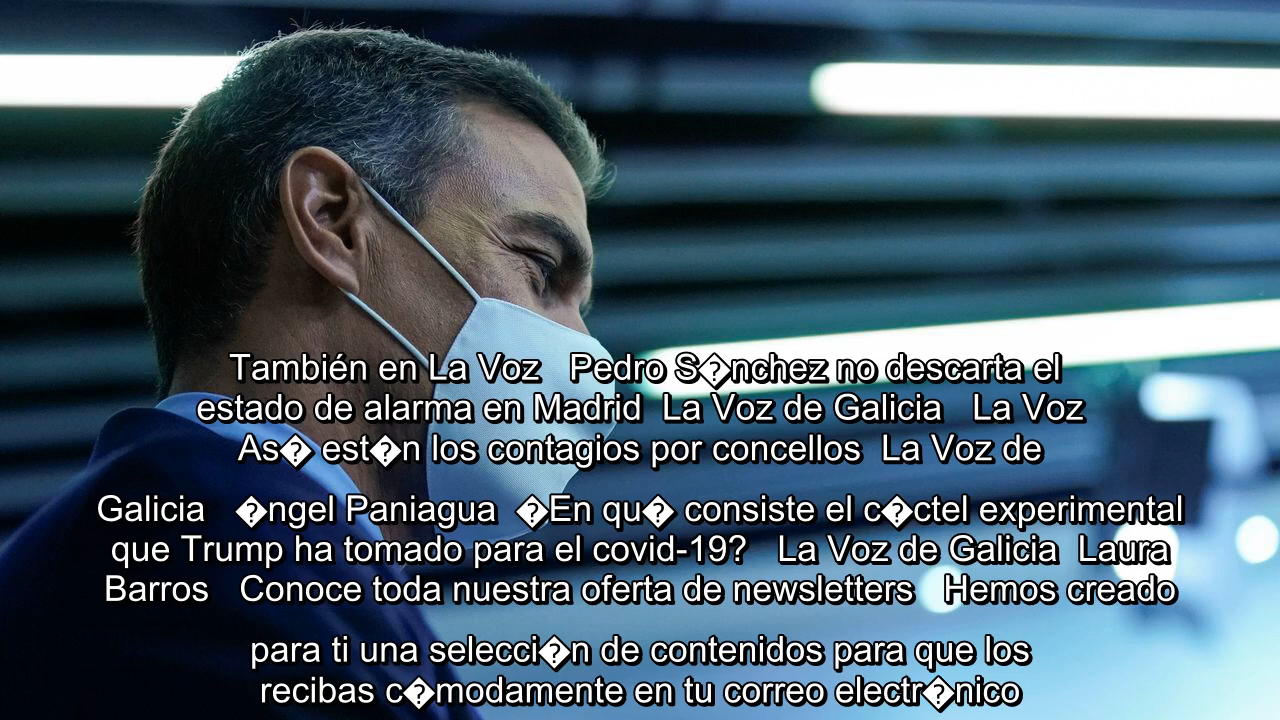 También en La Voz   Pedro S�nchez no descarta el
estado de alarma en Madrid  La Voz de Galicia   La Voz
As� est�n los contagios por concellos  La Voz de
Galicia   �ngel Paniagua  �En qu� consiste el c�ctel experimental
que Trump ha tomado para el covid-19?   La Voz de Galicia  Laura
Barros   Conoce toda nuestra oferta de newsletters   Hemos creado
para ti una selecci�n de contenidos para que los
recibas c�modamente en tu correo electr�nico